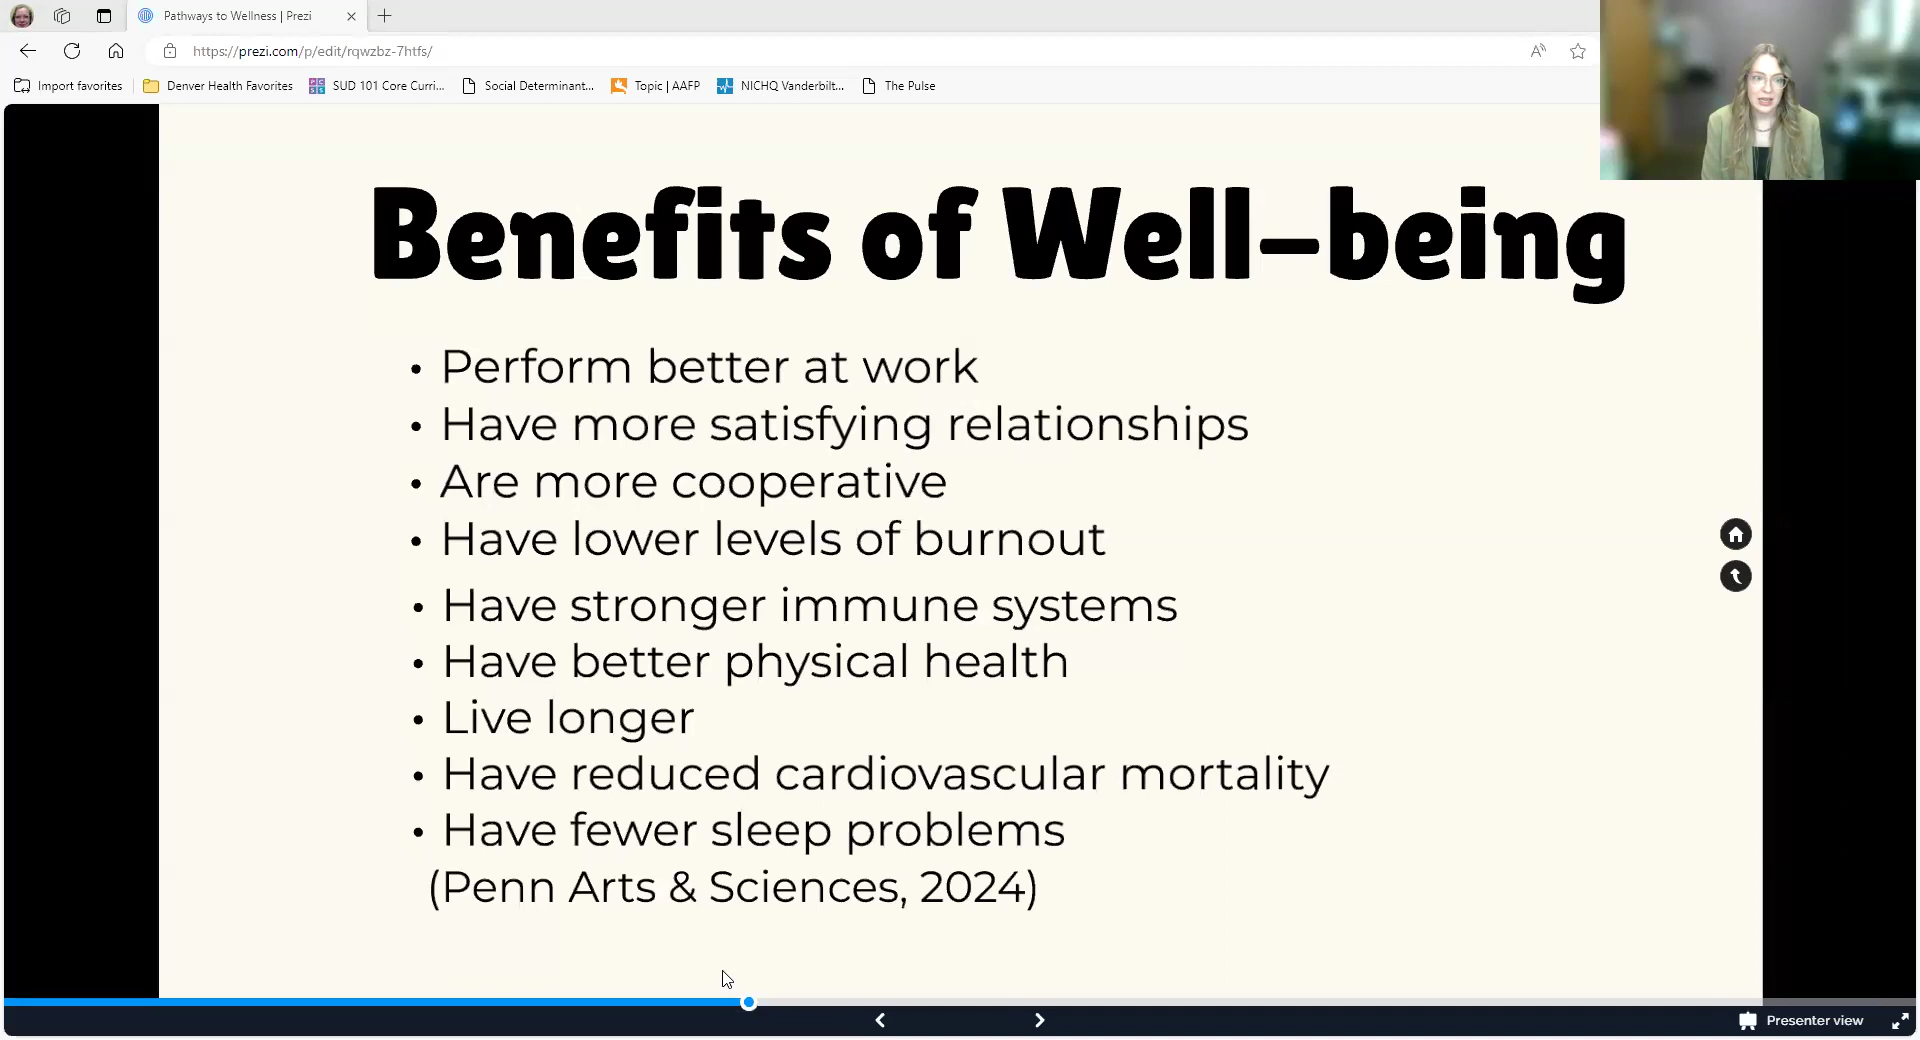 Pathways to Wellness | Prezi
https://prezi.com/p/edit/rqwzbz-7htfs/
Import favorites
Denver Health Favorites
SUD 101 Core Curri...
Social Determinant...
Topic | AAFP
NICHQ Vanderbilt...
The Pulse
Benefits of Well-being
• Perform better at work
• Have more satisfying relationships
• Are more cooperative
• Have lower levels of burnout
• Have stronger immune systems
• Have better physical health
• Live longer
• Have reduced cardiovascular mortality
• Have fewer sleep problems
(Penn Arts & Sciences, 2024)
Presenter view